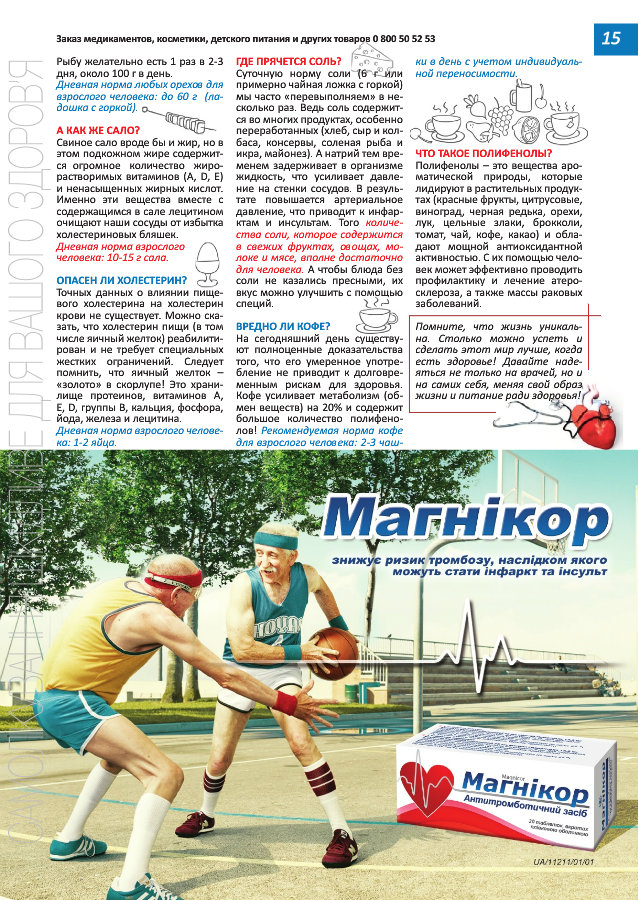 Заказ медикаментов, косметики, детского питания и других товаров 0 800 50 52 53
15
Рыбу желательно есть 1 раз в 2-3
дня, около 100 г в день.
Дневная норма любых орехов для
взрослого человека: до 60 г (ла-
дошка с горкой).
А КАК ЖЕ САЛО?
Свиное сало вроде бы и жир, но в
этом подкожном жире содержит-
ся огромное количество жиро-
растворимых витаминов (A, D, E)
и ненасыщенных жирных кислот.
Именно эти вещества вместе с
содержащимся в сале лецитином
очищают наши сосуды от избытка
холестериновых бляшек.
Дневная норма взрослого
человека: 10-15 г сала.
ОПАСЕН ЛИ ХОЛЕСТЕРИН?
Точных данных о влиянии пище-
вого холестерина на холестерин
крови не существует. Можно ска-
зать, что холестерин пищи (в том
числе яичный желток) реабилити-
рован и не требует специальных
жестких ограничений. Следует
помнить, что яичный желток –
«золото» в скорлупе! Это храни-
лище протеинов, витаминов А,
Е, D, группы В, кальция, фосфора,
йода, железа и лецитина.
Дневная норма взрослого челове-
ка: 1-2 яйца.
ГДЕ ПРЯЧЕТСЯ СОЛЬ?
Суточную норму соли (6 г или
примерно чайная ложка с горкой)
мы часто «перевыполняем» в не-
сколько раз. Ведь соль содержит-
ся во многих продуктах, особенно
переработанных (хлеб, сыр и кол-
баса, консервы, соленая рыба и
икра, майонез). А натрий тем вре-
менем задерживает в организме
жидкость, что усиливает давле-
ние на стенки сосудов. В резуль-
тате повышается артериальное
давление, что приводит к инфар-
ктам и инсультам. Того количе-
ства соли, которое содержится
в свежих фруктах, овощах, мо-
локе и мясе, вполне достаточно
для человека. А чтобы блюда без
соли не казались пресными, их
вкус можно улучшить с помощью
специй.
ВРЕДНО ЛИ КОФЕ?
На сегодняшний день существу-
ют полноценные доказательства
того, что его умеренное употре-
бление не приводит к долговре-
менным рискам для здоровья.
Кофе усиливает метаболизм (об-
мен веществ) на 20% и содержит
большое количество полифено-
лов! Рекомендуемая норма кофе
для взрослого человека: 2-3 чаш-
ки в день с учетом индивидуаль-
ной переносимости.
ЧТО ТАКОЕ ПОЛИФЕНОЛЫ?
Полифенолы – это вещества аро-
матической природы, которые
лидируют в растительных продук-
тах (красные фрукты, цитрусовые,
виноград, черная редька, орехи,
лук, цельные злаки, брокколи,
томат, чай, кофе, какао) и обла-
дают мощной антиоксидантной
активностью. С их помощью чело-
век может эффективно проводить
профилактику и лечение атеро-
склероза, а также массы раковых
заболеваний.
Помните, что жизнь уникаль-
на. Столько можно успеть и
сделать этот мир лучше, когда
есть здоровье! Давайте наде-
яться не только на врачей, но и
на самих себя, меняя свой образ
жизни и питание ради здоровья!
Магнікор
знижує ризик тромбозу, наслідком якого
можуть стати інфаркт та інсульт
Magnicor
Магнікор
Антитромботичний засіб
UA/11211/01/01